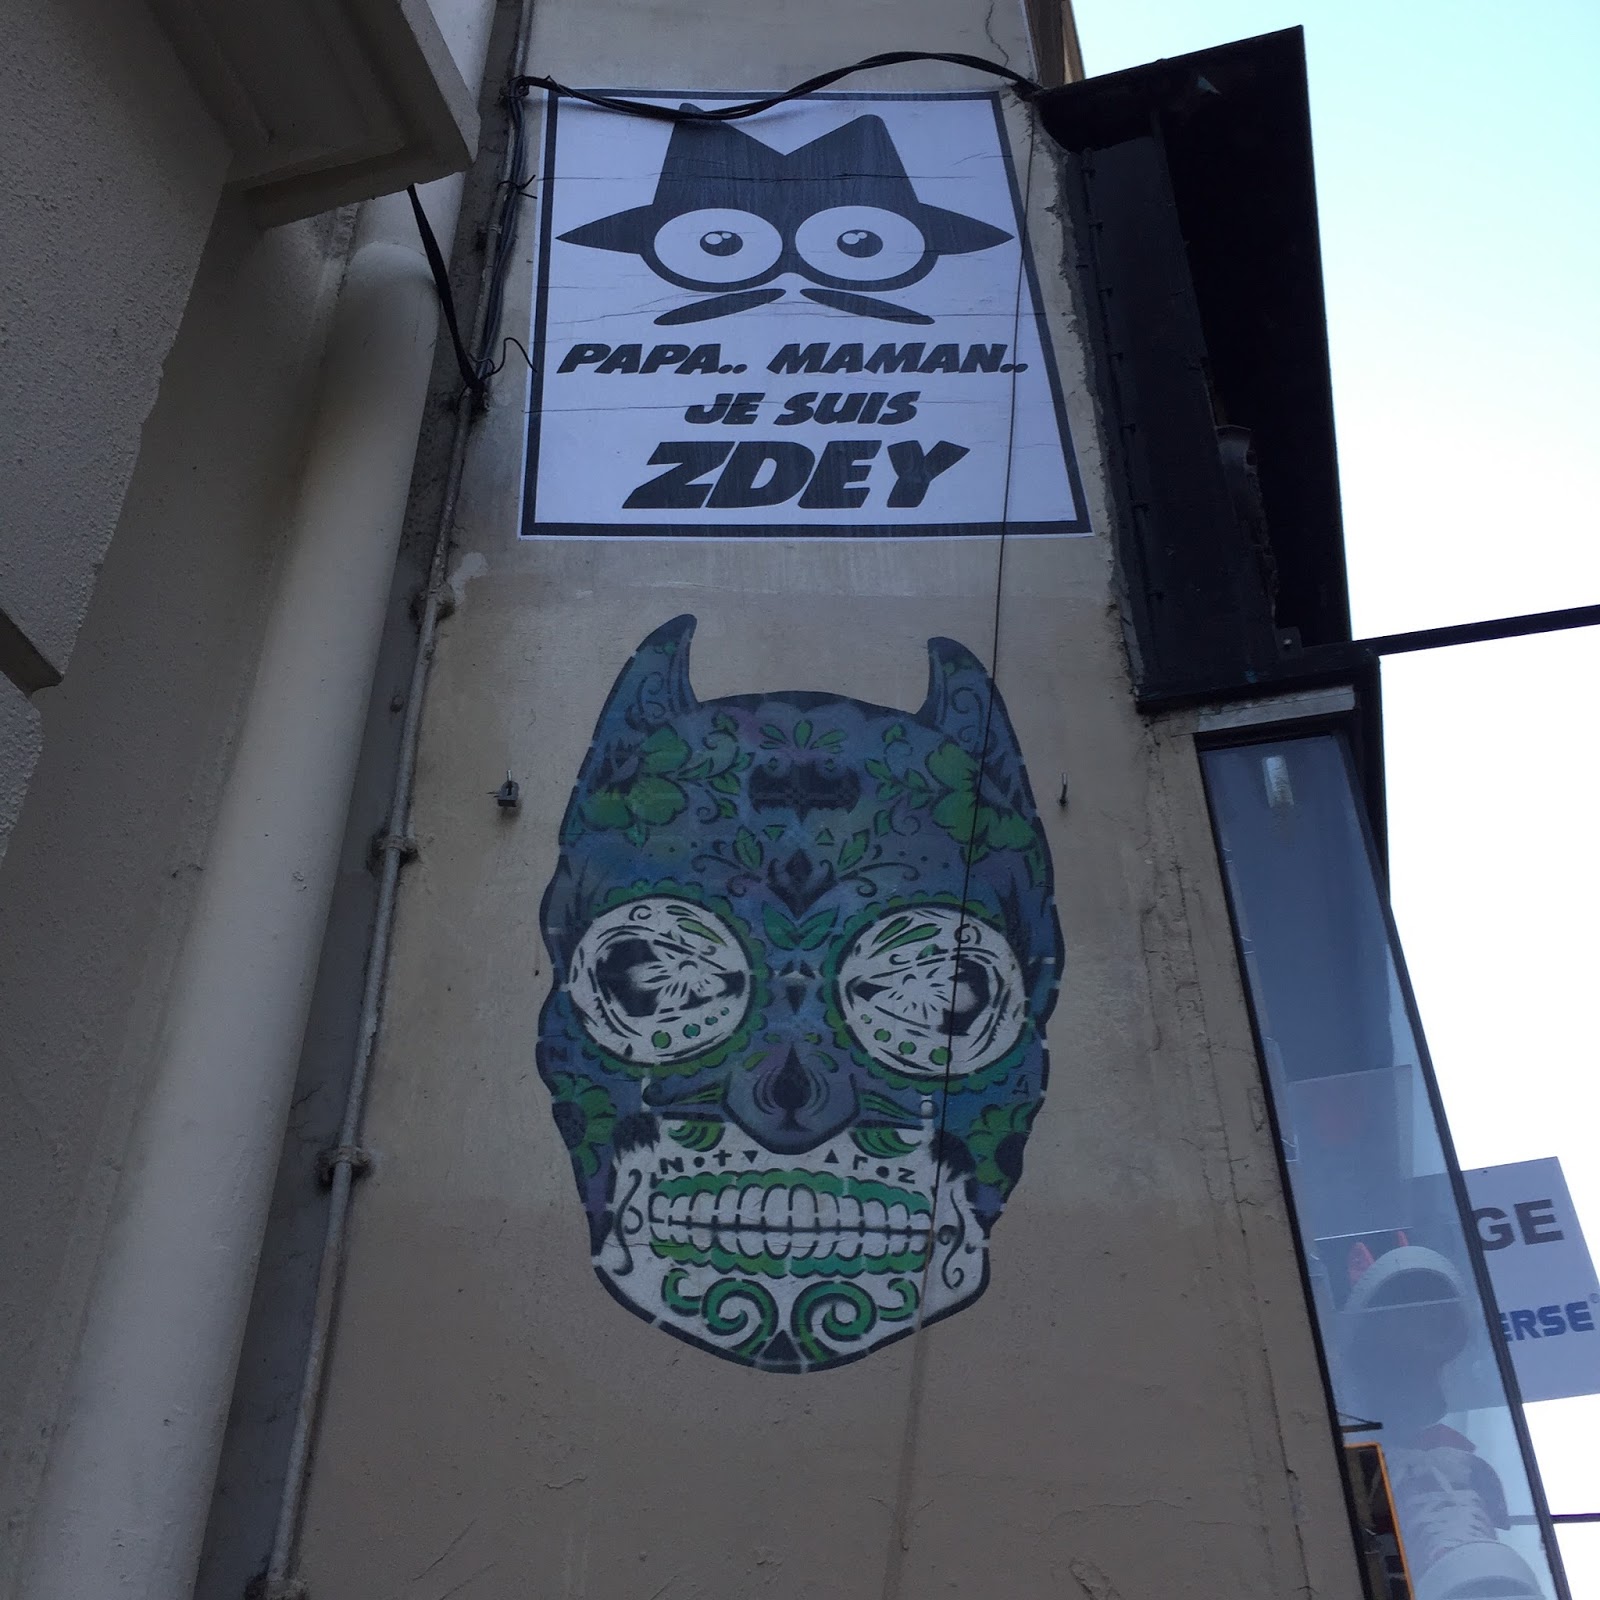 PAPA.. MAMAN..
JE SUIS
ZDEY
GE
ERSE®